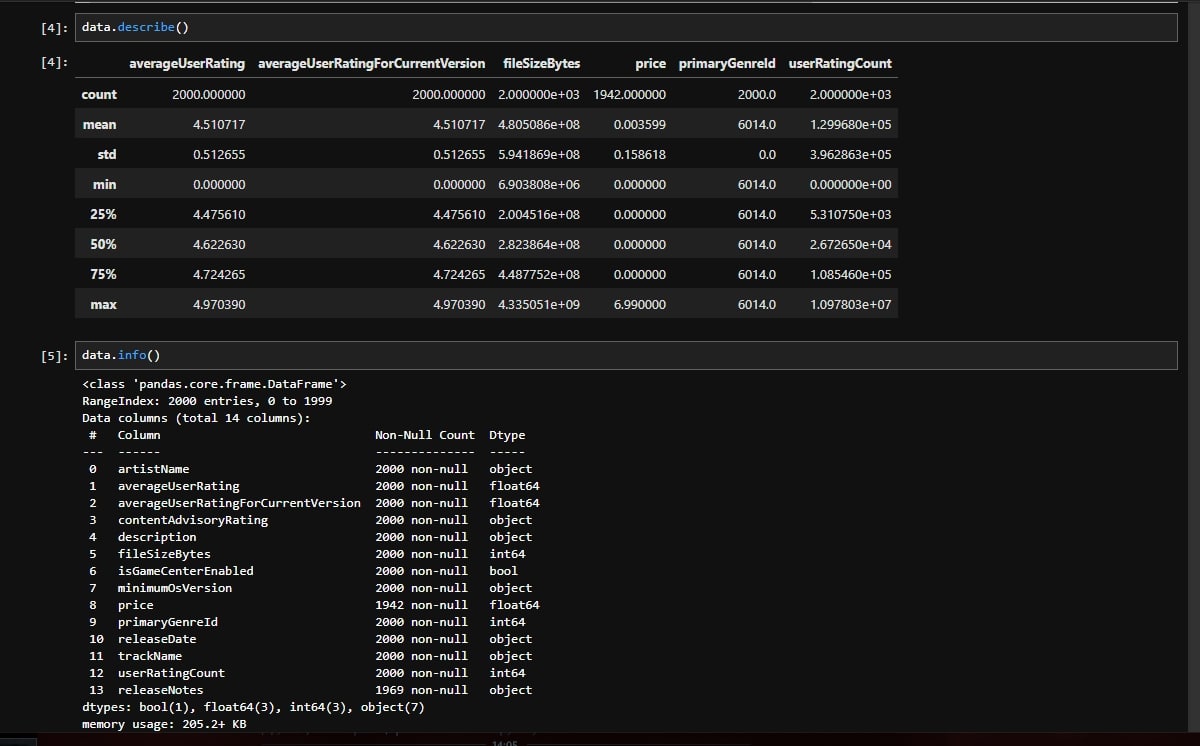 [4]: data.describe()
[4]: averageUserRating averageUserRatingForCurrentVersion fileSizeBytes price primaryGenreId userRatingCount
count 2000.000000 2000.000000 2.000000e+03 1942.000000 2000.0 2.000000e+03
mean 4.510717 4.510717 4.805086e+08 0.003599 6014.0 1.299680e+05
std 0.512655 0.512655 5.941869e+08 0.158618 0.0 3.962863e+05
min 0.000000 0.000000 6.903808e+06 0.000000 6014.0 0.000000e+00
25% 4.475610 4.475610 2.004516e+08 0.000000 6014.0 5.310750e+03
50% 4.622630 4.622630 2.823864e+08 0.000000 6014.0 2.672650e+04
75% 4.724265 4.724265 4.487752e+08 0.000000 6014.0 1.085460e+05
max 4.970390 4.970390 4.335051e+09 6.990000 6014.0 1.097803e+07
[5]: data.info()
<class 'pandas.core.frame.DataFrame'>
RangeIndex: 2000 entries, 0 to 1999
Data columns (total 14 columns):
# Column Non-Null Count Dtype
--- ------ -------------- -----
0 artistName 2000 non-null object
1 averageUserRating 2000 non-null float64
2 averageUserRatingForCurrentVersion 2000 non-null float64
3 contentAdvisoryRating 2000 non-null object
4 description 2000 non-null object
5 fileSizeBytes 2000 non-null int64
6 isGameCenterEnabled 2000 non-null bool
7 minimumOsVersion 2000 non-null object
8 price 1942 non-null float64
9 primaryGenreId 2000 non-null int64
10 releaseDate 2000 non-null object
11 trackName 2000 non-null object
12 userRatingCount 2000 non-null int64
13 releaseNotes 1969 non-null object
dtypes: bool(1), float64(3), int64(3), object(7)
memory usage: 205.2+ KB